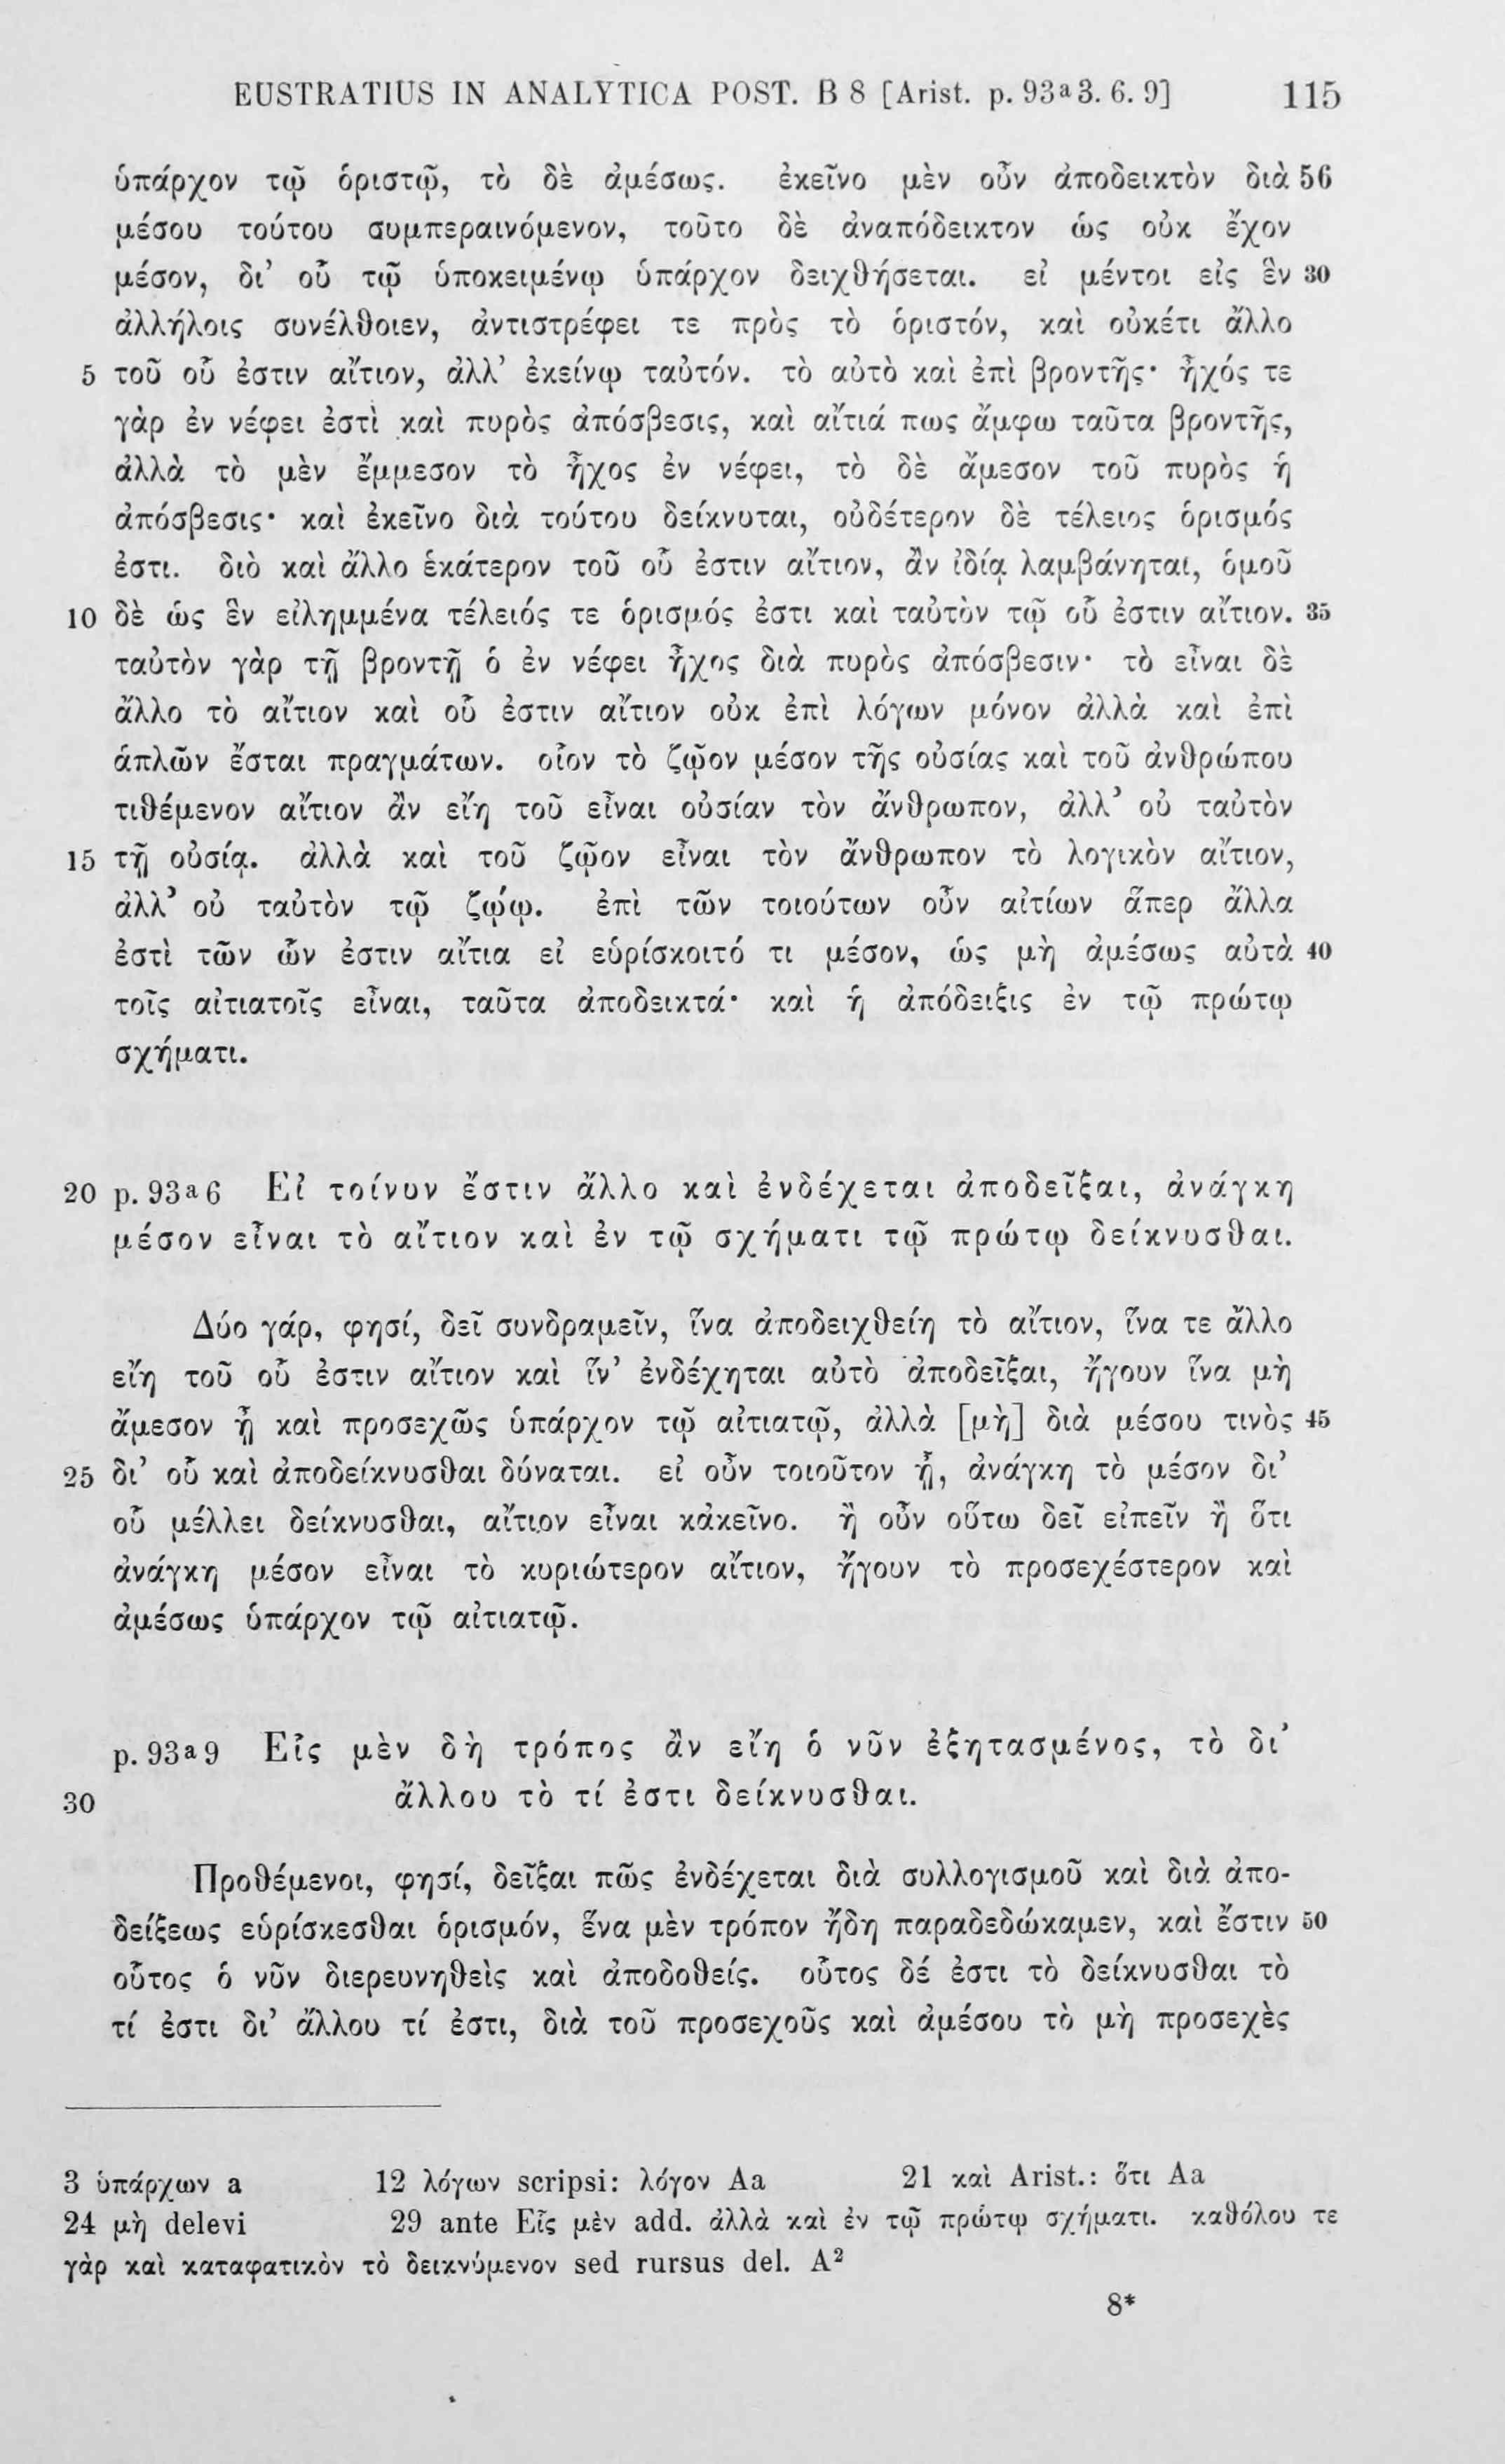 EUSTRATIUS IN ANALYTICA POST. B 8 [Arist. p. 93a3. 6. 9] 115
ὑπάρχον τῷ ὁριστῷ, τὸ δὲ ἀμέσως. ἐκεῖνο μὲν οὖν ἀποδεικτὸν διὰ 56
μέσου τούτου συμπεραινόμενον, τοῦτο δὲ ἀναπόδεικτον ὡς οὐκ ἔχον
μέσον, δι’ οὗ τῷ ὑποκειμένῳ ὑπάρχον δειχθήσεται. εἰ μέντοι εἰς ἓν 30
ἀλλήλοις συνέλθοιεν, ἀντιστρέφει τε πρὸς τὸ ὁριστόν, καὶ οὐκέτι ἄλλο
5 τοῦ οὗ ἐστιν αἴτιον, ἀλλ’ ἐκείνῳ ταὐτόν. τὸ αὐτὸ καὶ ἐπὶ βροντῆς· ἦχός τε
γὰρ ἐν νέφει ἐστὶ καὶ πυρὸς ἀπόσβεσις, καὶ αἴτιά πως ἄμφω ταῦτα βροντῆς,
ἀλλὰ τὸ μὲν ἔμμεσον τὸ ἦχος ἐν νέφει, τὸ δὲ ἄμεσον τοῦ πυρὸς ἡ
ἀπόσβεσις· καὶ ἐκεῖνο διὰ τούτου δείκνυται, οὐδέτερον δὲ τέλειος ὁρισμός
ἐστι. διὸ καὶ ἄλλο ἑκάτερον τοῦ οὗ ἐστιν αἴτιον, ἂν ἰδίᾳ λαμβάνηται, ὁμοῦ
10 δὲ ὡς ἓν εἰλημμένα τέλειός τε ὁρισμός ἐστι καὶ ταὐτὸν τῷ οὗ ἐστιν αἴτιον. 35
ταὐτὸν γὰρ τῇ βροντῇ ὁ ἐν νέφει ἦχος διὰ πυρὸς ἀπόσβεσιν· τὸ εἶναι δὲ
ἄλλο τὸ αἴτιον καὶ οὗ ἐστιν αἴτιον οὐκ ἐπὶ λόγων μόνον ἀλλὰ καὶ ἐπὶ
ἁπλῶν ἔσται πραγμάτων. οἷον τὸ ζῷον μέσον τῆς οὐσίας καὶ τοῦ ἀνθρώπου
τιθέμενον αἴτιον ἂν εἴη τοῦ εἶναι οὐσίαν τὸν ἄνθρωπον, ἀλλ’ οὐ ταὐτὸν
15 τῇ οὐσίᾳ. ἀλλὰ καὶ τοῦ ζῷον εἶναι τὸν ἄνθρωπον τὸ λογικὸν αἴτιον,
ἀλλ’ οὐ ταὐτὸν τῷ ζῴῳ. ἐπὶ τῶν τοιούτων οὖν αἰτίων ἅπερ ἄλλα
ἐστὶ τῶν ὧν ἐστιν αἴτια εἰ εὑρίσκοιτό τι μέσον, ὡς μὴ ἀμέσως αὐτὰ 40
τοῖς αἰτιατοῖς εἶναι, ταῦτα ἀποδεικτά· καὶ ἡ ἀπόδειξις ἐν τῷ πρώτῳ
σχήματι.
20 p. 93a6 Εἰ τοίνυν ἔστιν ἄλλο καὶ ἐνδέχεται ἀποδεῖξαι, ἀνάγκη
μέσον εἶναι τὸ αἴτιον καὶ ἐν τῷ σχήματι τῷ πρώτῳ δείκνυσθαι.
Δύο γάρ, φησί, δεῖ συνδραμεῖν, ἵνα ἀποδειχθείη τὸ αἴτιον, ἵνα τε ἄλλο
εἴη τοῦ οὗ ἐστιν αἴτιον καὶ ἵν’ ἐνδέχηται αὐτὸ ἀποδεῖξαι, ἤγουν ἵνα μὴ
ἄμεσον ᾖ καὶ προσεχῶς ὑπάρχον τῷ αἰτιατῷ, ἀλλὰ [μὴ] διὰ μέσου τινὸς 45
25 δι’ οὗ καὶ ἀποδείκνυσθαι δύναται. εἰ οὖν τοιοῦτον ᾖ, ἀνάγκη τὸ μέσον δι’
οὗ μέλλει δείκνυσθαι, αἴτιον εἶναι κἀκεῖνο. ἢ οὖν οὕτω δεῖ εἰπεῖν ἢ ὅτι
ἀνάγκη μέσον εἶναι τὸ κυριώτερον αἴτιον, ἤγουν τὸ προσεχέστερον καὶ
ἀμέσως ὑπάρχον τῷ αἰτιατῷ.
p. 93a9 Εἷς μὲν δὴ τρόπος ἂν εἴη ὁ νῦν ἐξητασμένος, τὸ δι’
30 ἄλλου τὸ τί ἐστι δείκνυσθαι.
Προθέμενοι, φησί, δεῖξαι πῶς ἐνδέχεται διὰ συλλογισμοῦ καὶ διὰ ἀπο-
δείξεως εὑρίσκεσθαι ὁρισμόν, ἕνα μὲν τρόπον ἤδη παραδεδώκαμεν, καὶ ἔστιν 50
οὗτος ὁ νῦν διερευνηθεὶς καὶ ἀποδοθείς. οὗτος δέ ἐστι τὸ δείκνυσθαι τὸ
τί ἐστι δι’ ἄλλου τί ἐστι, διὰ τοῦ προσεχοῦς καὶ ἀμέσου τὸ μὴ προσεχὲς
3 ὑπάρχων a 12 λόγων scripsi: λόγον Aa 21 καὶ Arist.: ὅτι Aa
24 μὴ delevi 29 ante Εἷς μὲν add. ἀλλὰ καὶ ἐν τῷ πρώτῳ σχήματι. καθόλου τε
γὰρ καὶ καταφατικὸν τὸ δεικνύμενον sed rursus del. A2
8*